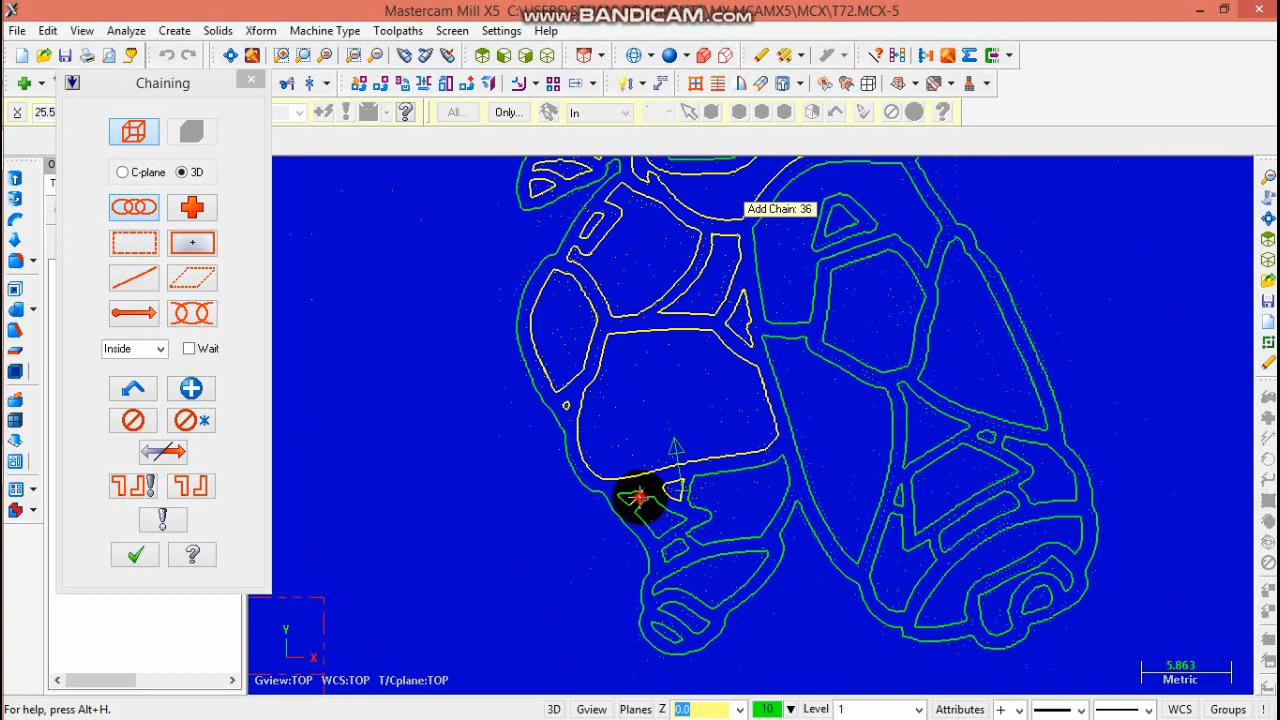 Mastercam Mill X5 C:\USERS\
MY MCAMX5\MCX\T72.MCX-5
www.BANDICAM.com
File Edit View Analyze Create Solids Xform Machine Type Toolpaths Screen Settings Help
Chaining
25.5
All... Only... In
C-plane 3D
Add Chain: 36
Inside Wait
Y
X
Gview:TOP WCS:TOP T/Cplane:TOP
5.863
Metric
For help, press Alt+H.
3D Gview Planes Z 0.0 10 Level 1 Attributes WCS Groups !